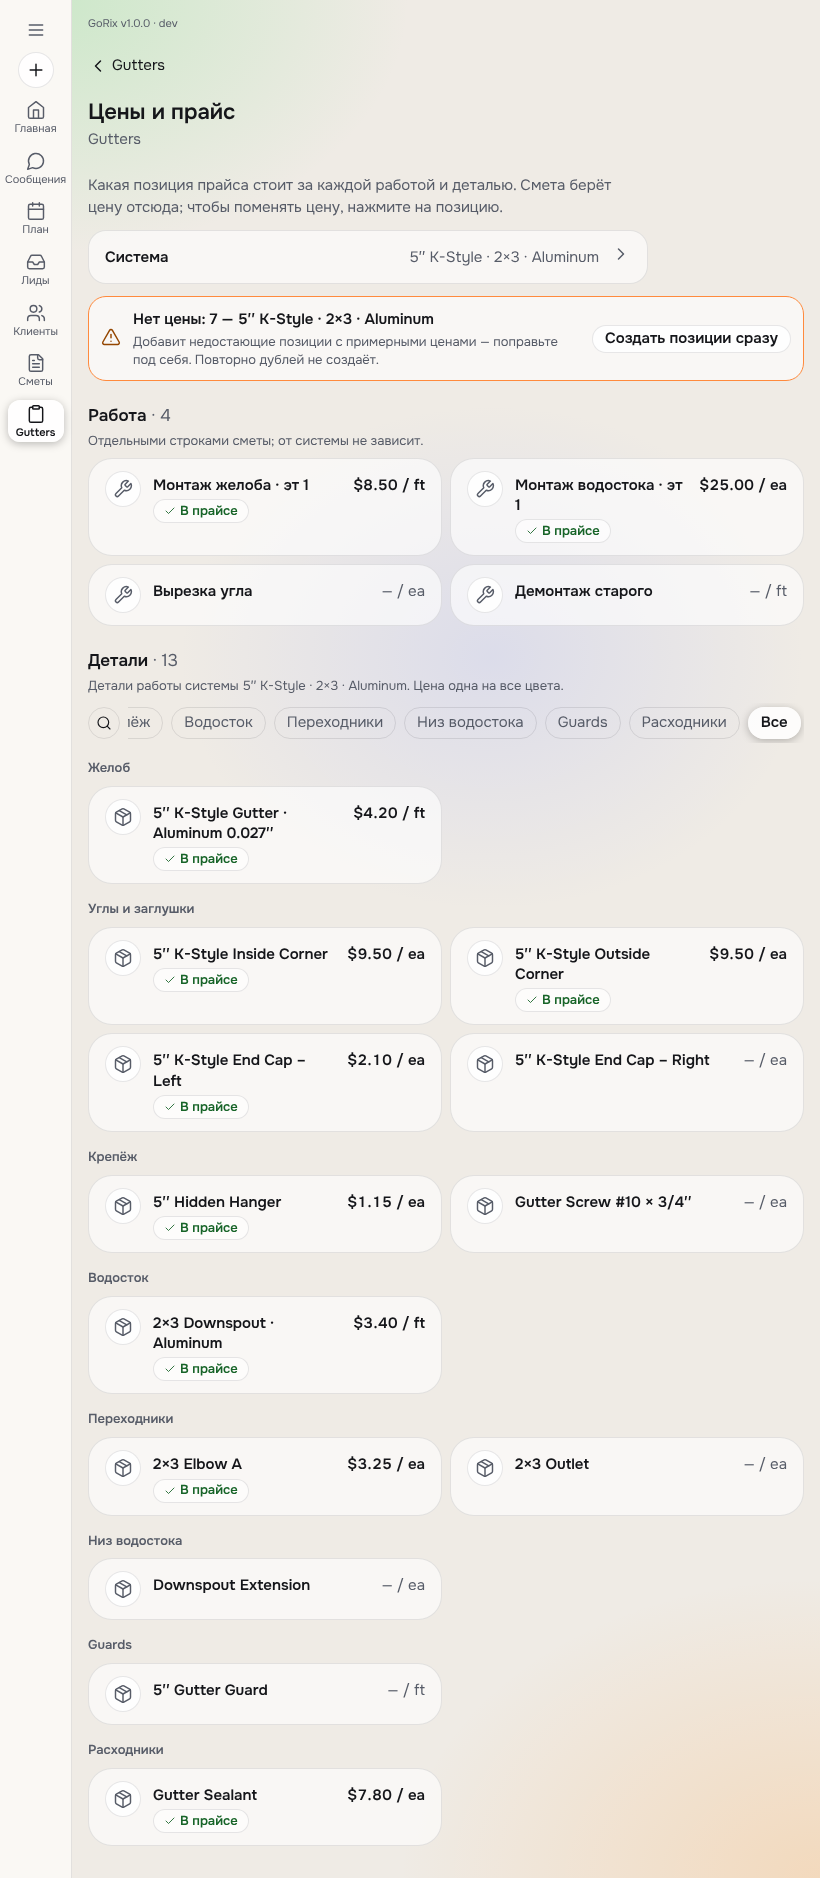 GoRix v1.0.0 · dev
Gutters
Главная
Сообщения
План
Лиды
Клиенты
Сметы
Gutters
Цены и прайс
Gutters
Какая позиция прайса стоит за каждой работой и деталью. Смета берёт
цену отсюда; чтобы поменять цену, нажмите на позицию.
Система 5″ K-Style · 2×3 · Aluminum
Нет цены: 7 — 5″ K-Style · 2×3 · Aluminum
Добавит недостающие позиции с примерными ценами — поправьте
под себя. Повторно дублей не создаёт.
Создать позиции сразу
Работа · 4
Отдельными строками сметы; от системы не зависит.
Монтаж желоба · эт 1 $8.50 / ft
В прайсе
Монтаж водостока · эт $25.00 / ea
1
В прайсе
Вырезка угла — / ea
Демонтаж старого — / ft
Детали · 13
Детали работы системы 5″ K-Style · 2×3 · Aluminum. Цена одна на все цвета.
ёж Водосток Переходники Низ водостока Guards Расходники Все
Желоб
5″ K-Style Gutter · $4.20 / ft
Aluminum 0.027″
В прайсе
Углы и заглушки
5″ K-Style Inside Corner $9.50 / ea
В прайсе
5″ K-Style Outside $9.50 / ea
Corner
В прайсе
5″ K-Style End Cap – $2.10 / ea
Left
В прайсе
5″ K-Style End Cap – Right — / ea
Крепёж
5″ Hidden Hanger $1.15 / ea
В прайсе
Gutter Screw #10 × 3/4″ — / ea
Водосток
2×3 Downspout · $3.40 / ft
Aluminum
В прайсе
Переходники
2×3 Elbow A $3.25 / ea
В прайсе
2×3 Outlet — / ea
Низ водостока
Downspout Extension — / ea
Guards
5″ Gutter Guard — / ft
Расходники
Gutter Sealant $7.80 / ea
В прайсе